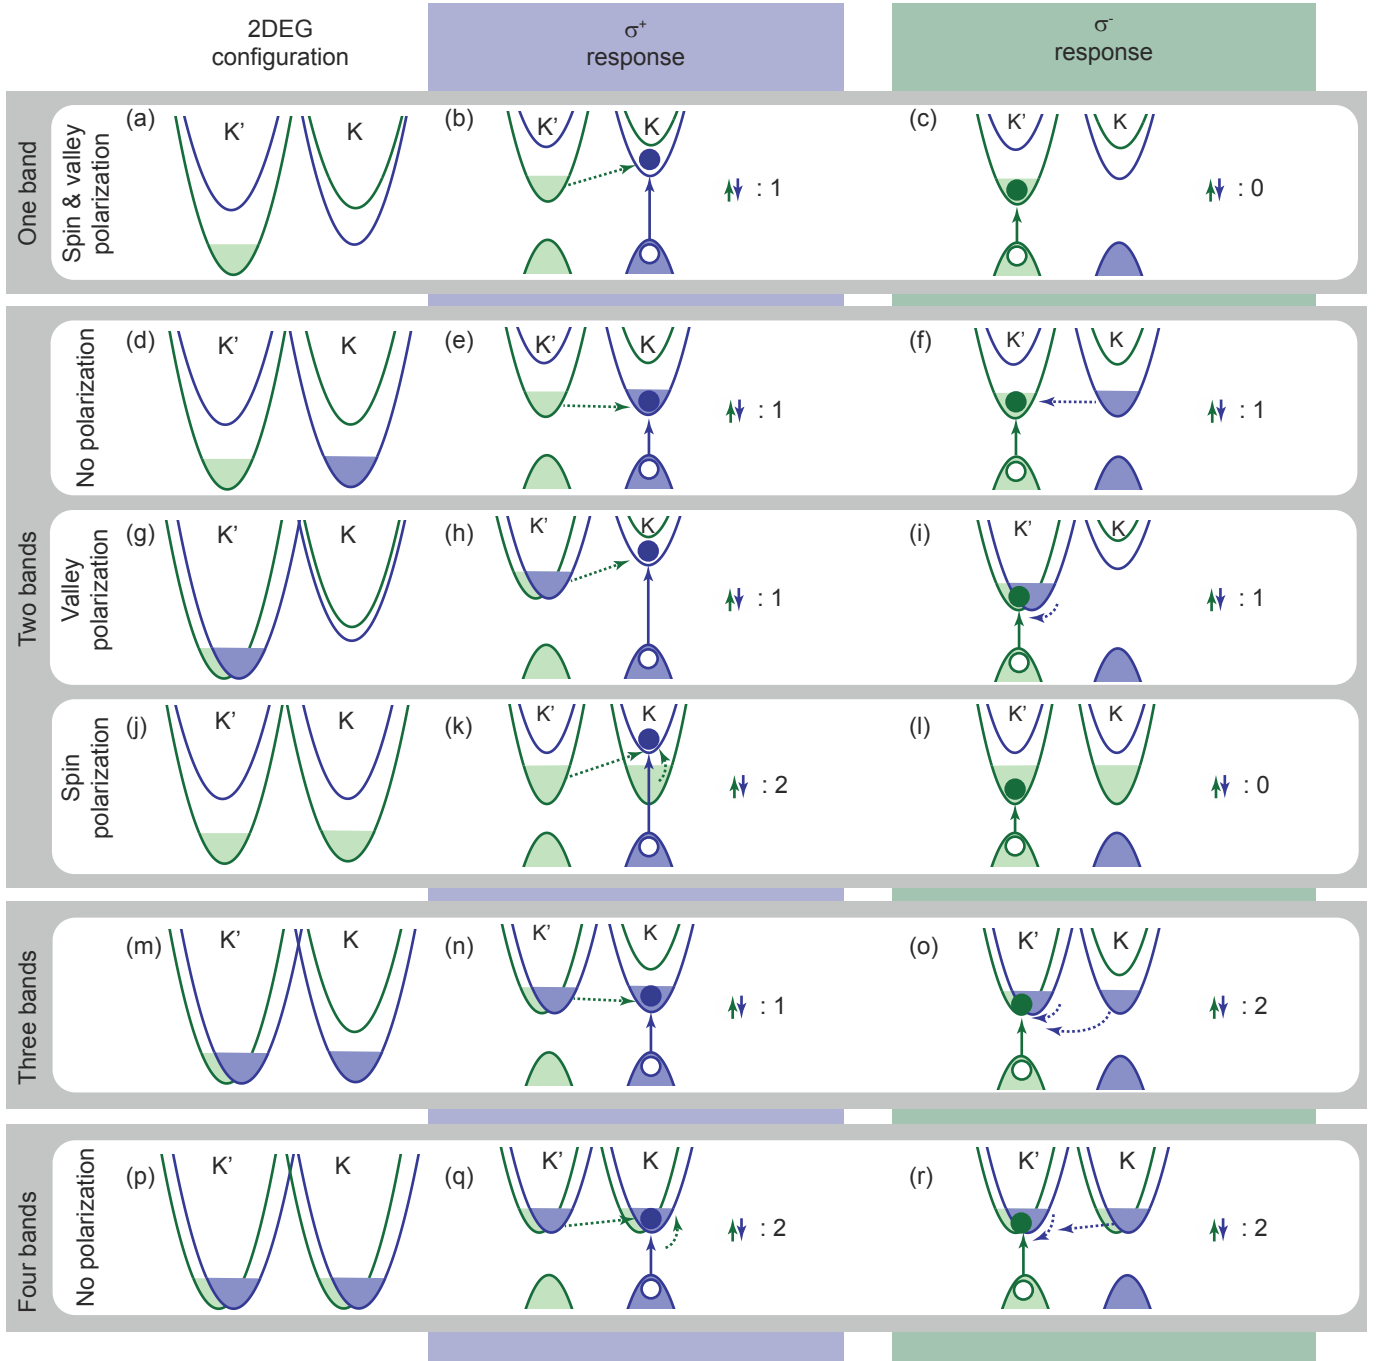 2DEG
configuration
σ⁺
response
σ⁻
response
One band
Spin & valley
polarization
(a)
K’
K
(b)
K’
K
: 1
(c)
K’
K
: 0
Two bands
No polarization
(d)
K’
K
(e)
K’
K
: 1
(f)
K’
K
: 1
Valley
polarization
(g)
K’
K
(h)
K’
K
: 1
(i)
K’
K
: 1
Spin
polarization
(j)
K’
K
(k)
K’
K
: 2
(l)
K’
K
: 0
Three bands
(m)
K’
K
(n)
K’
K
: 1
(o)
K’
K
: 2
Four bands
No polarization
(p)
K’
K
(q)
K’
K
: 2
(r)
K’
K
: 2